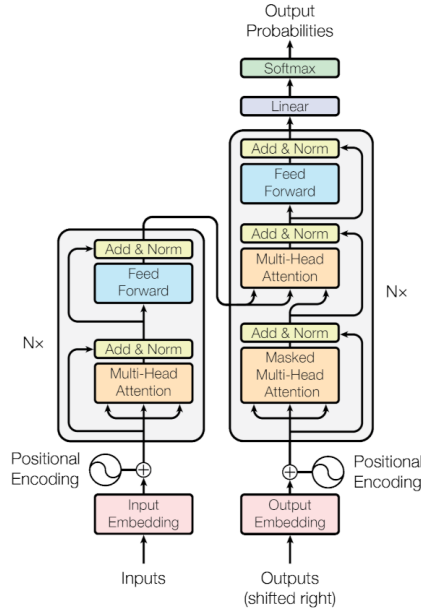 Output
Probabilities
Softmax
Linear
Add & Norm
Feed
Forward
Add & Norm
Multi-Head
Attention
Add & Norm
Masked
Multi-Head
Attention
Nx
Positional
Encoding
Output
Embedding
Outputs
(shifted right)
Add & Norm
Feed
Forward
Add & Norm
Multi-Head
Attention
Nx
Positional
Encoding
Input
Embedding
Inputs